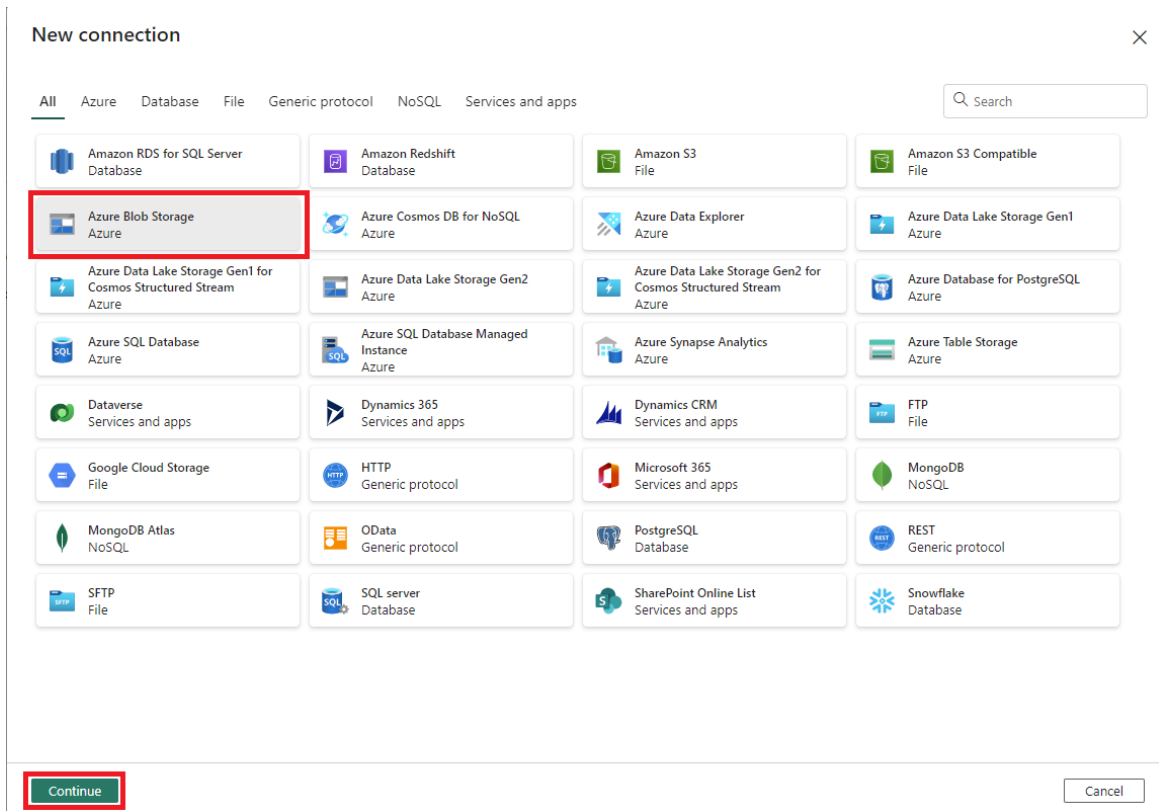 New connection
All Azure Database File Generic protocol NoSQL Services and apps
Search
Amazon RDS for SQL Server
Database
Amazon Redshift
Database
Amazon S3
File
Amazon S3 Compatible
File
Azure Blob Storage
Azure
Azure Cosmos DB for NoSQL
Azure
Azure Data Explorer
Azure
Azure Data Lake Storage Gen1
Azure
Azure Data Lake Storage Gen1 for
Cosmos Structured Stream
Azure
Azure Data Lake Storage Gen2
Azure
Azure Data Lake Storage Gen2 for
Cosmos Structured Stream
Azure
Azure Database for PostgreSQL
Azure
SQL
Azure SQL Database
Azure
SQL
Azure SQL Database Managed
Instance
Azure
Azure Synapse Analytics
Azure
Azure Table Storage
Azure
Dataverse
Services and apps
Dynamics 365
Services and apps
Dynamics CRM
Services and apps
FTP
FTP
File
Google Cloud Storage
File
HTTP
HTTP
Generic protocol
Microsoft 365
Services and apps
MongoDB
NoSQL
MongoDB Atlas
NoSQL
OData
Generic protocol
PostgreSQL
Database
REST
REST
Generic protocol
SFTP
SFTP
File
SQL
SQL server
Database
S
SharePoint Online List
Services and apps
Snowflake
Database
Continue
Cancel